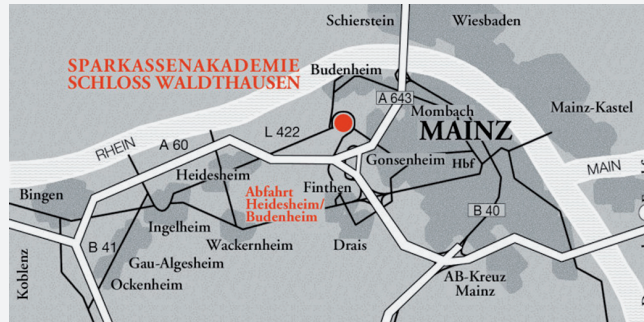 Schierstein
Wiesbaden
SPARKASSENAKADEMIE
SCHLOSS WALDTHAUSEN
Budenheim
A 643
Mombach
Mainz-Kastel
MAINZ
L 422
A 60
RHEIN
Gonsenheim
Hbf
MAIN
Heidesheim
Finthen
Bingen
Abfahrt
Heidesheim/
Budenheim
B 40
Ingelheim
Wackernheim
Drais
B 41
Gau-Algesheim
Ockenheim
Koblenz
AB-Kreuz
Mainz